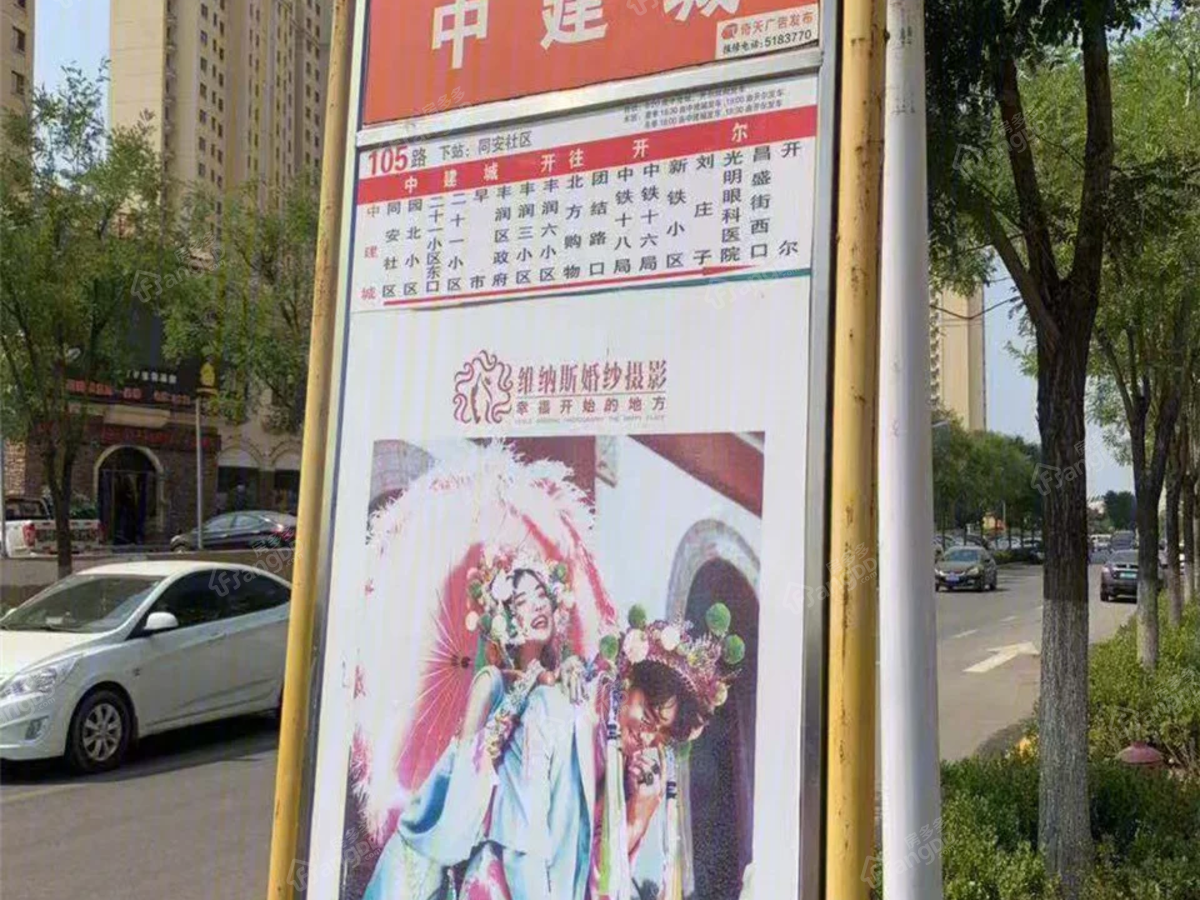 中建城
倚天广告发布
报修电话:5183770
105路 下站：同安社区
中建城开往开尔
中建城
同安社区
园北小区
二十一小区东口
二十一小区
早市
丰润区政府
丰润三小区
丰润六小区
北方购物
团结路口
中铁十八局
中铁十六局
新铁小区
刘庄子
光明眼科医院
昌盛街西口
开尔
维纳斯婚纱摄影
幸福开始的地方